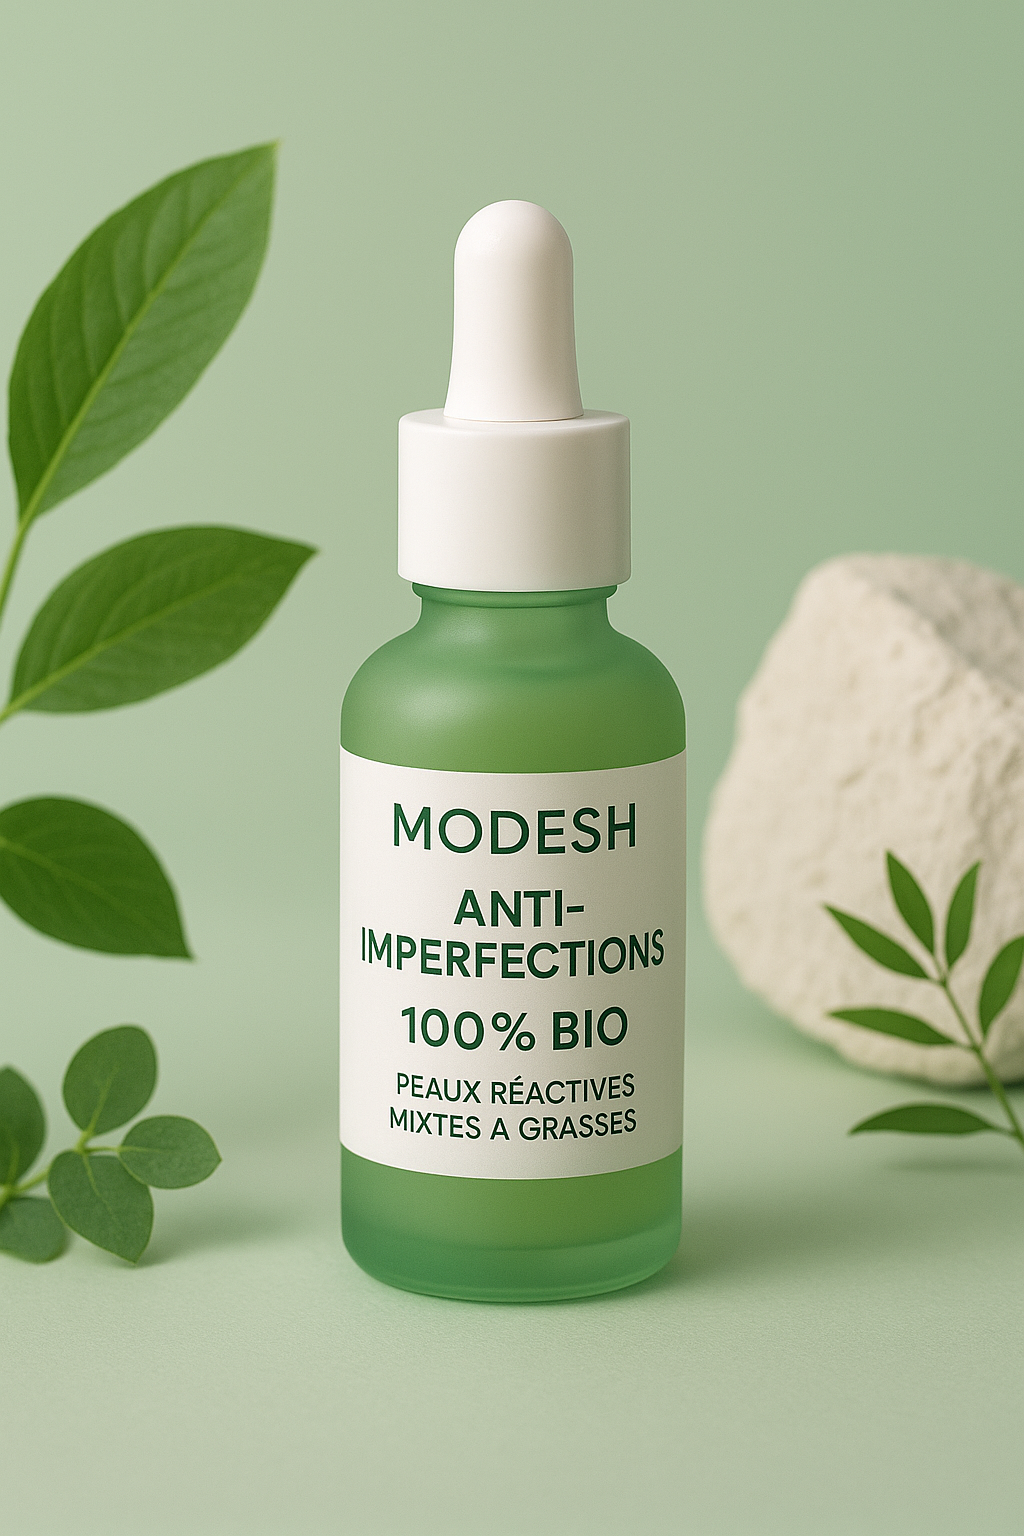 MODESH
ANTI-
IMPERFECTIONS
100% BIO
PEAUX RÉACTIVES
MIXTES A GRASSES